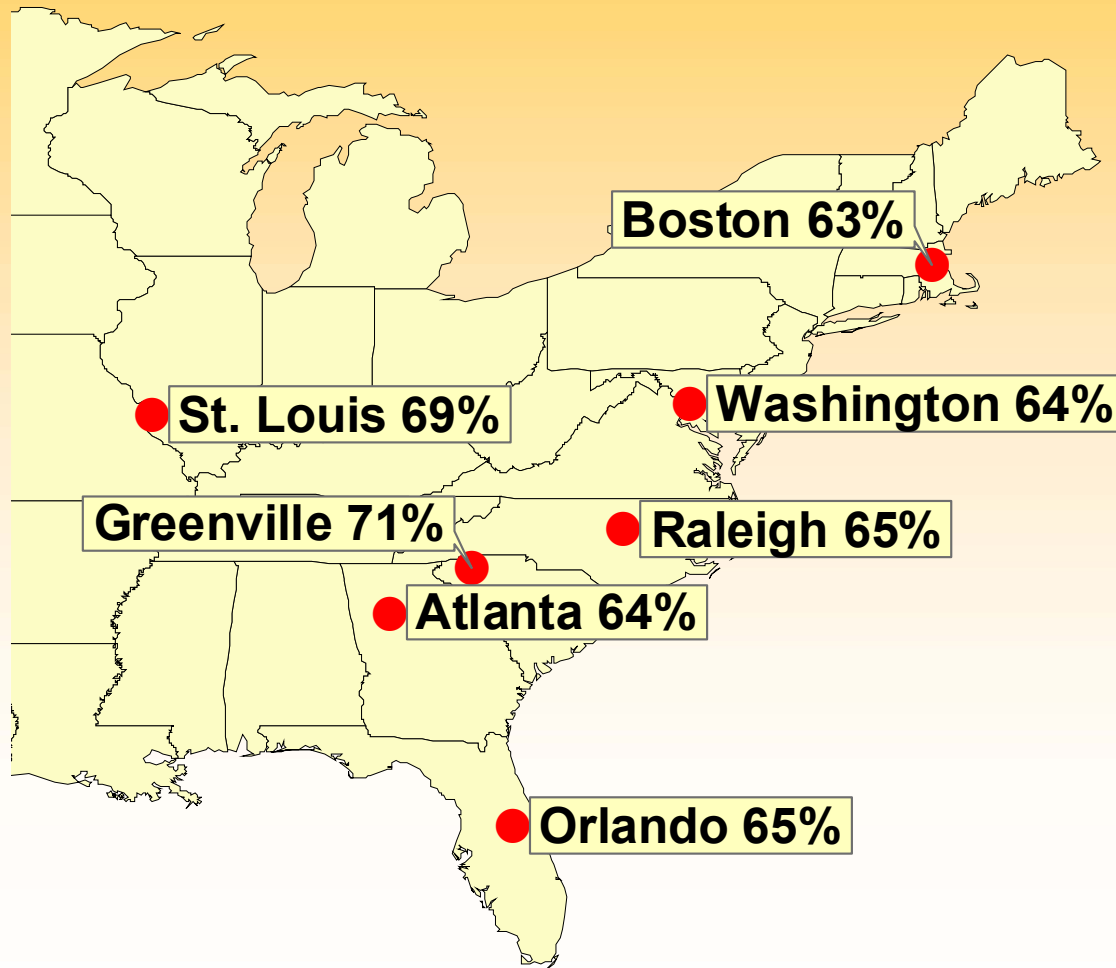 Boston 63%
Washington 64%
St. Louis 69%
Greenville 71%
Raleigh 65%
Atlanta 64%
Orlando 65%